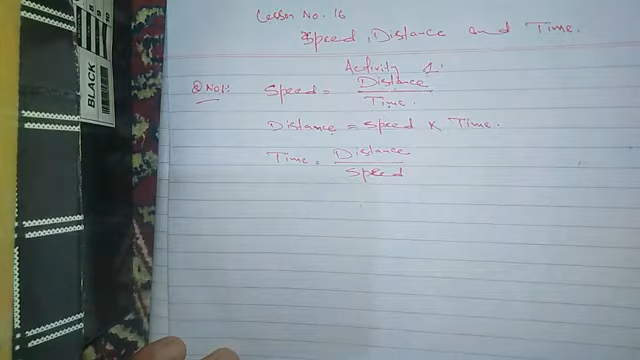 Lesson No. 16
Speed, Distance and Time.
Activity 1:
Q No1: Speed = Distance / Time.
Distance = Speed × Time.
Time = Distance / Speed
BLACK